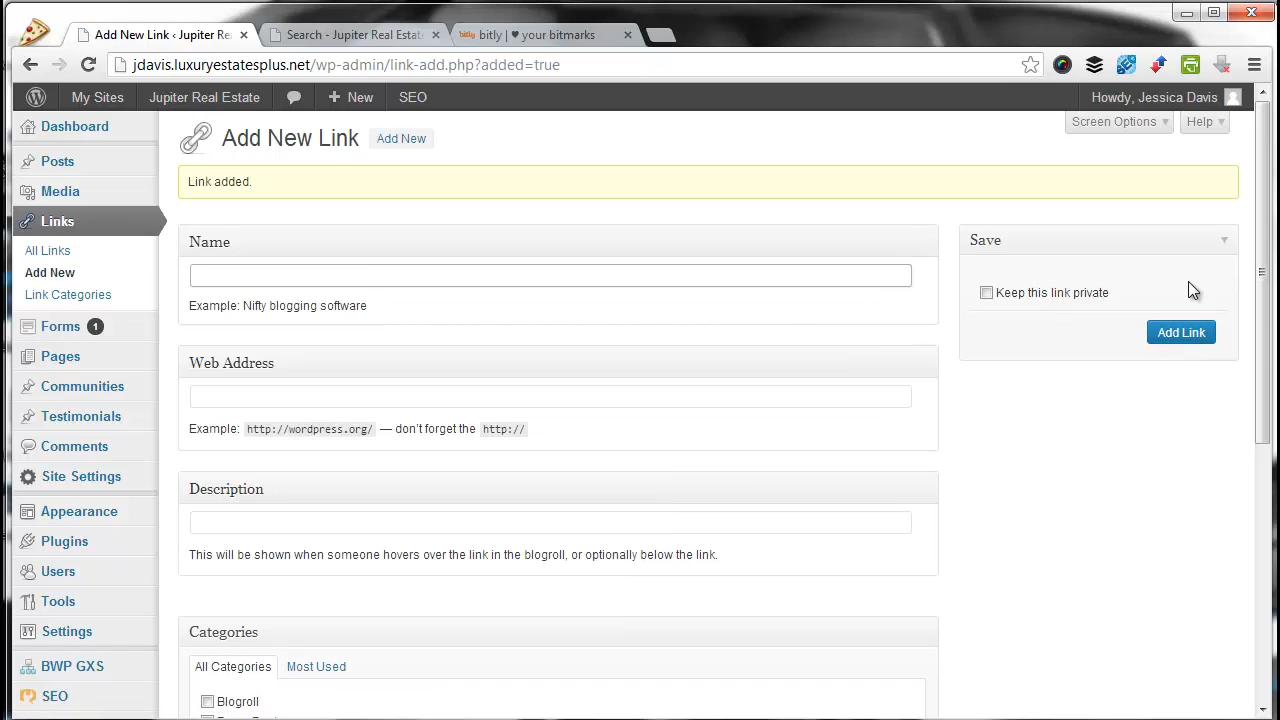 Add New Link ‹ Jupiter Re
Search - Jupiter Real Estate
bitly bitly | ♥ your bitmarks
jdavis.luxuryestatesplus.net/wp-admin/link-add.php?added=true
My Sites Jupiter Real Estate + New SEO Howdy, Jessica Davis
Dashboard
Posts
Media
Links
All Links
Add New
Link Categories
Forms 1
Pages
Communities
Testimonials
Comments
Site Settings
Appearance
Plugins
Users
Tools
Settings
BWP GXS
SEO
Screen Options
Help
Add New Link Add New
Link added.
Name
Example: Nifty blogging software
Web Address
Example: http://wordpress.org/ — don't forget the http://
Description
This will be shown when someone hovers over the link in the blogroll, or optionally below the link.
Categories
All Categories Most Used
Blogroll
Save
Keep this link private
Add Link